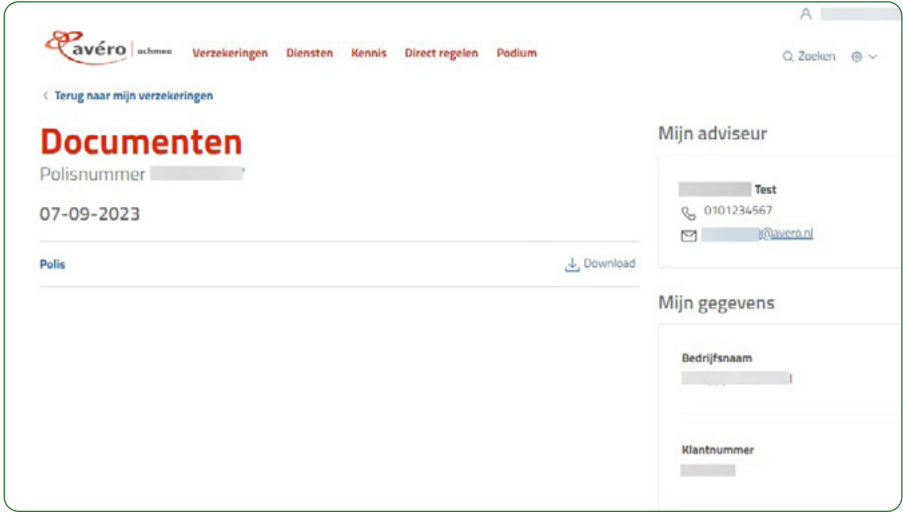 avéro achmea Verzekeringen Diensten Kennis Direct regelen Podium
Zoeken
Terug naar mijn verzekeringen
Documenten
Polisnummer
07-09-2023
Polis Download
Mijn adviseur
Test
0101234567
@avero.nl
Mijn gegevens
Bedrijfsnaam
Klantnummer